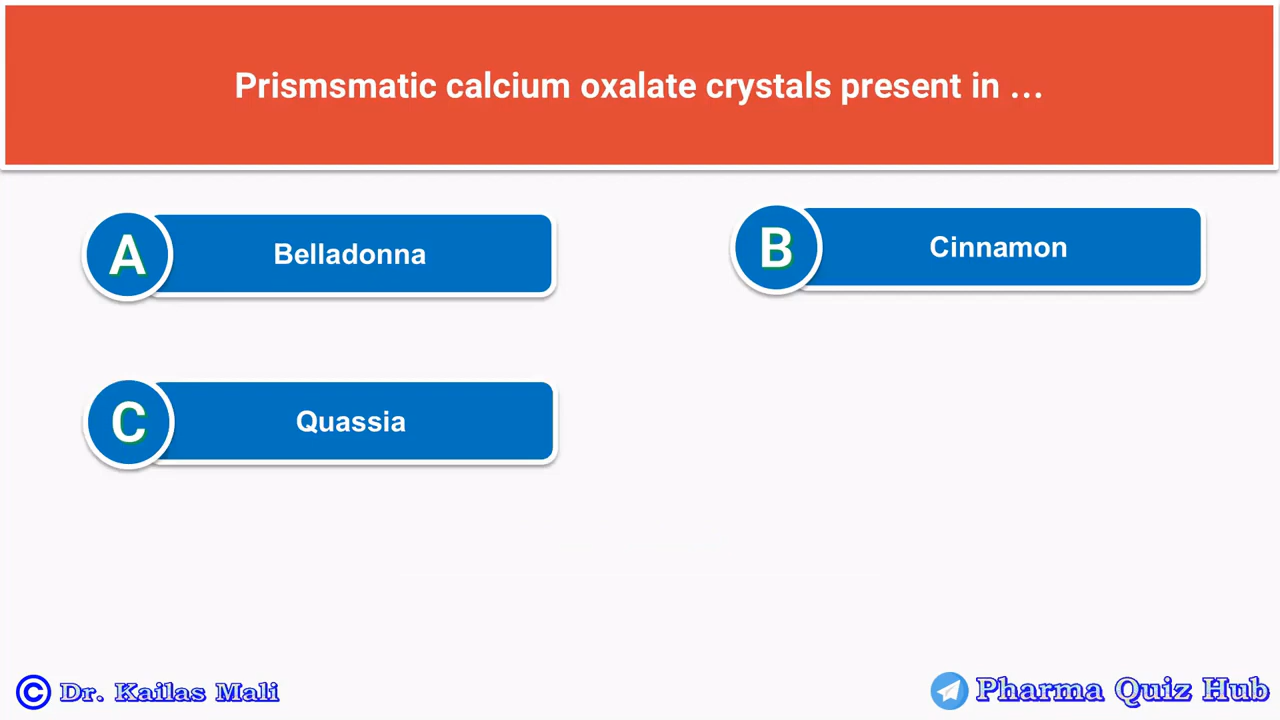 Prismsmatic calcium oxalate crystals present in ...
A Belladonna
B Cinnamon
C Quassia
© Dr. Kailas Mali
Pharma Quiz Hub